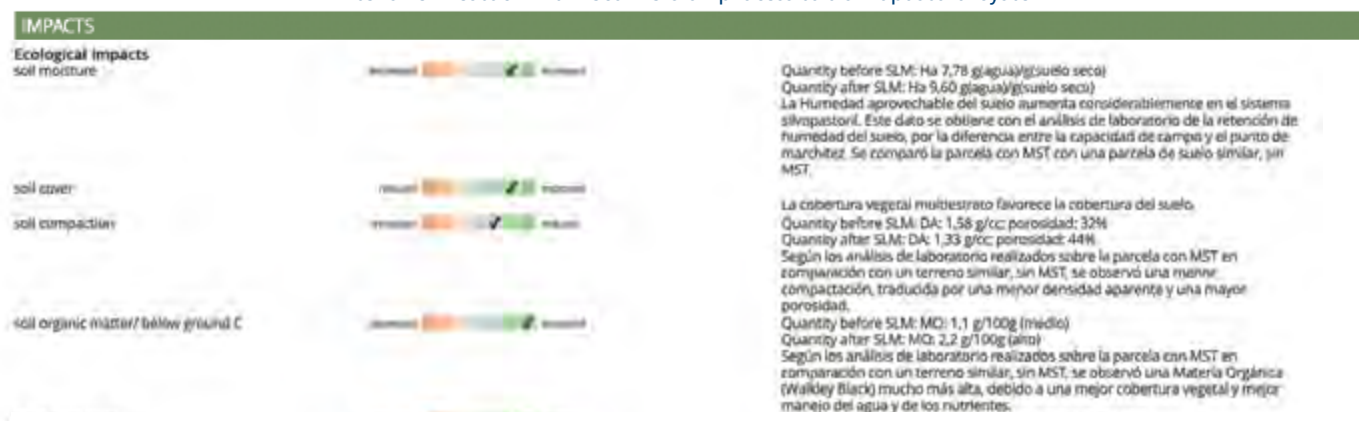 IMPACTS
Ecological impacts
soil moisture
Quantity before SLM: Ha 7,78 g(agua)/g(suelo seco)
Quantity after SLM: Ha 9,60 g(agua)/g(suelo seco)
La Humedad aprovechable del suelo aumenta considerablemente en el sistema
silvopastoril. Este dato se obtiene con el análisis de laboratorio de la retención de
humedad del suelo, por la diferencia entre la capacidad de campo y el punto de
marchitez. Se comparó la parcela con MST con una parcela de suelo similar, sin
MST.
soil cover
La cobertura vegetal multiestrato favorece la cobertura del suelo.
soil compaction
Quantity before SLM: DA: 1,58 g/cc; porosidad: 32%
Quantity after SLM: DA: 1,33 g/cc; porosidad: 44%
Según los análisis de laboratorio realizados sobre la parcela con MST en
comparación con un terreno similar, sin MST, se observó una menor
compactación, traducida por una menor densidad aparente y una mayor
porosidad.
soil organic matter/ below ground C
Quantity before SLM: MO: 1,1 g/100g (medio)
Quantity after SLM: MO: 2,2 g/100g (alto)
Según los análisis de laboratorio realizados sobre la parcela con MST en
comparación con un terreno similar, sin MST, se observó una Materia Orgánica
(Walkley Black) mucho más alta, debido a una mejor cobertura vegetal y mejor
manejo del agua y de los nutrientes.